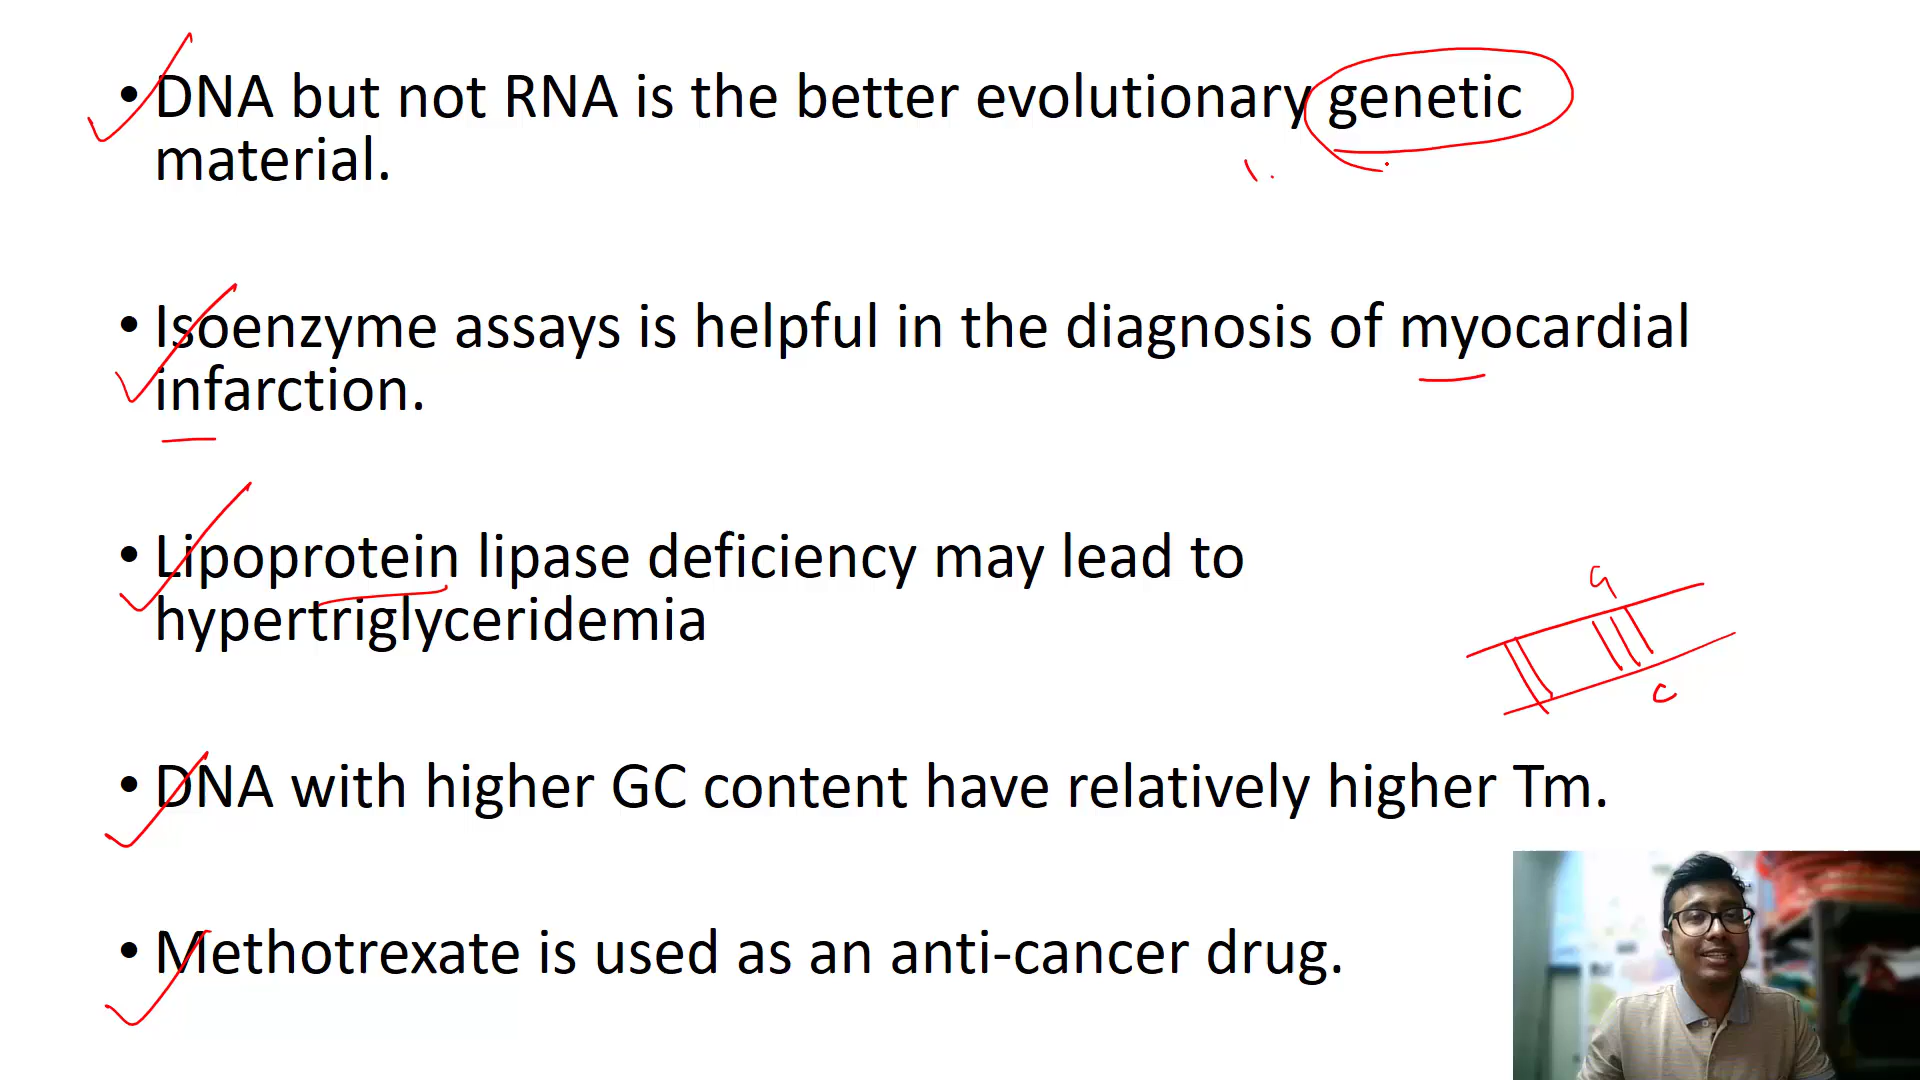 • DNA but not RNA is the better evolutionary genetic
material.
• Isoenzyme assays is helpful in the diagnosis of myocardial
infarction.
• Lipoprotein lipase deficiency may lead to
hypertriglyceridemia
G
C
• DNA with higher GC content have relatively higher Tm.
• Methotrexate is used as an anti-cancer drug.